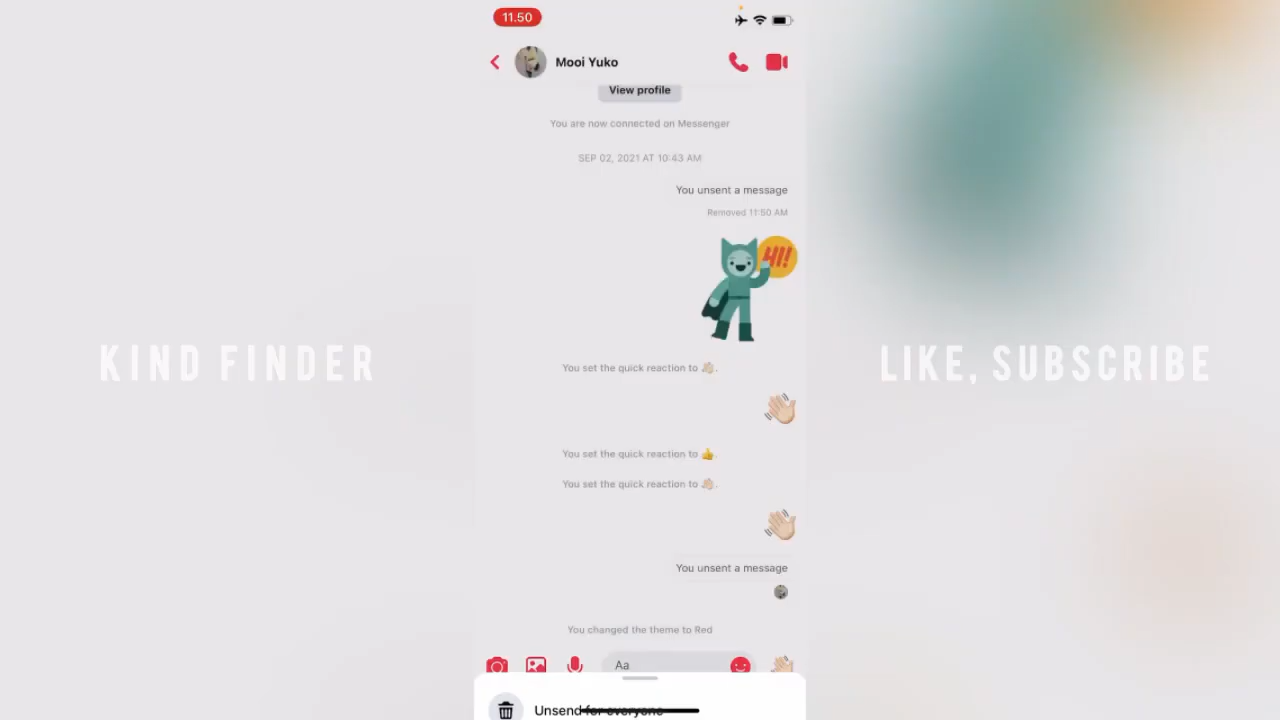 11.50
Mooi Yuko
View profile
You are now connected on Messenger
SEP 02, 2021 AT 10:43 AM
You unsent a message
Removed 11:50 AM
HI!
You set the quick reaction to 👋🏻.
KIND FINDER
LIKE, SUBSCRIBE
You set the quick reaction to 👍.
You set the quick reaction to 👋🏻.
You unsent a message
You changed the theme to Red
Aa
Unsend for everyone